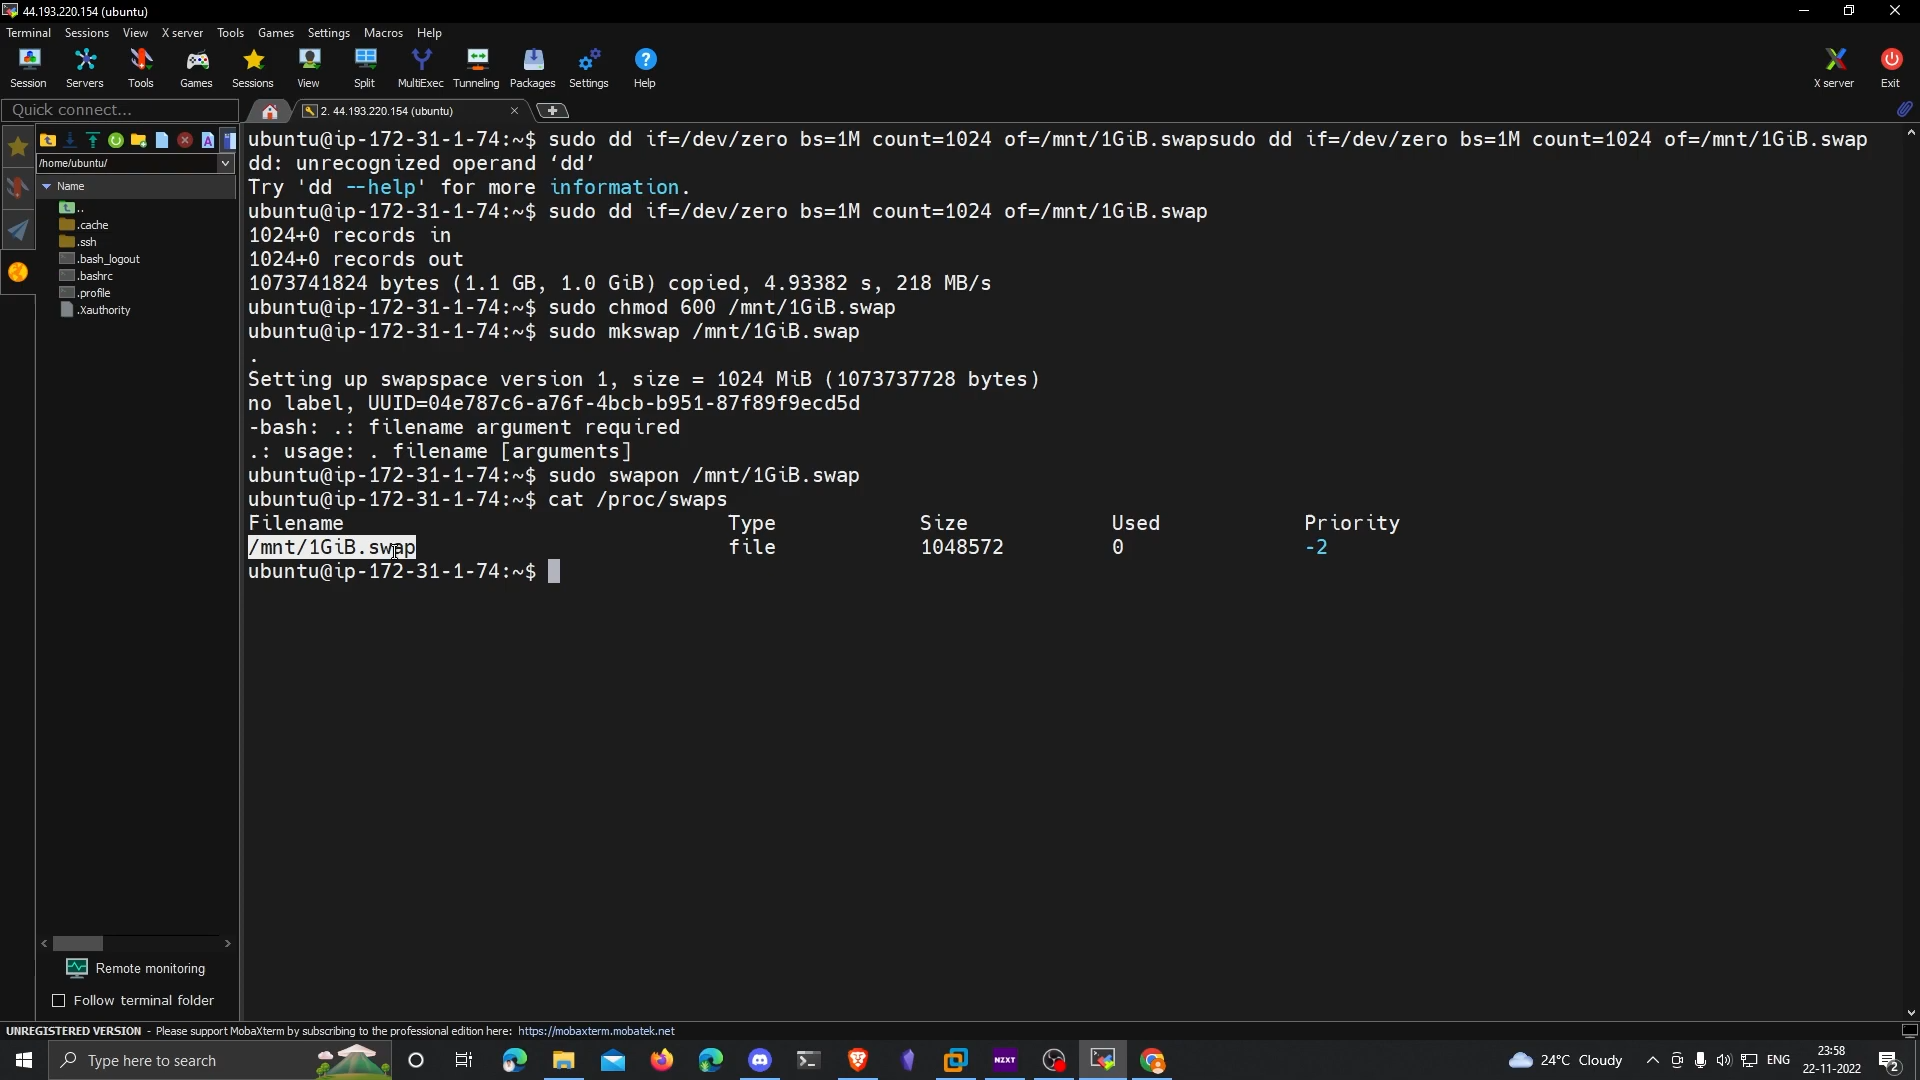 44.193.220.154 (ubuntu)
Terminal Sessions View X server Tools Games Settings Macros Help
Session Servers Tools Games Sessions View Split MultiExec Tunneling Packages Settings Help X server Exit
Quick connect...
2. 44.193.220.154 (ubuntu)
/home/ubuntu/
Name
..
.cache
.ssh
.bash_logout
.bashrc
.profile
.Xauthority
ubuntu@ip-172-31-1-74:~$ sudo dd if=/dev/zero bs=1M count=1024 of=/mnt/1GiB.swapsudo dd if=/dev/zero bs=1M count=1024 of=/mnt/1GiB.swap
dd: unrecognized operand ‘dd’
Try 'dd --help' for more information.
ubuntu@ip-172-31-1-74:~$ sudo dd if=/dev/zero bs=1M count=1024 of=/mnt/1GiB.swap
1024+0 records in
1024+0 records out
1073741824 bytes (1.1 GB, 1.0 GiB) copied, 4.93382 s, 218 MB/s
ubuntu@ip-172-31-1-74:~$ sudo chmod 600 /mnt/1GiB.swap
ubuntu@ip-172-31-1-74:~$ sudo mkswap /mnt/1GiB.swap
.
Setting up swapspace version 1, size = 1024 MiB (1073737728 bytes)
no label, UUID=04e787c6-a76f-4bcb-b951-87f89f9ecd5d
-bash: .: filename argument required
.: usage: . filename [arguments]
ubuntu@ip-172-31-1-74:~$ sudo swapon /mnt/1GiB.swap
ubuntu@ip-172-31-1-74:~$ cat /proc/swaps
Filename Type Size Used Priority
/mnt/1GiB.swap file 1048572 0 -2
ubuntu@ip-172-31-1-74:~$
Remote monitoring
Follow terminal folder
UNREGISTERED VERSION - Please support MobaXterm by subscribing to the professional edition here: https://mobaxterm.mobatek.net
Type here to search
NZXT
24°C Cloudy
ENG
23:58
22-11-2022
2